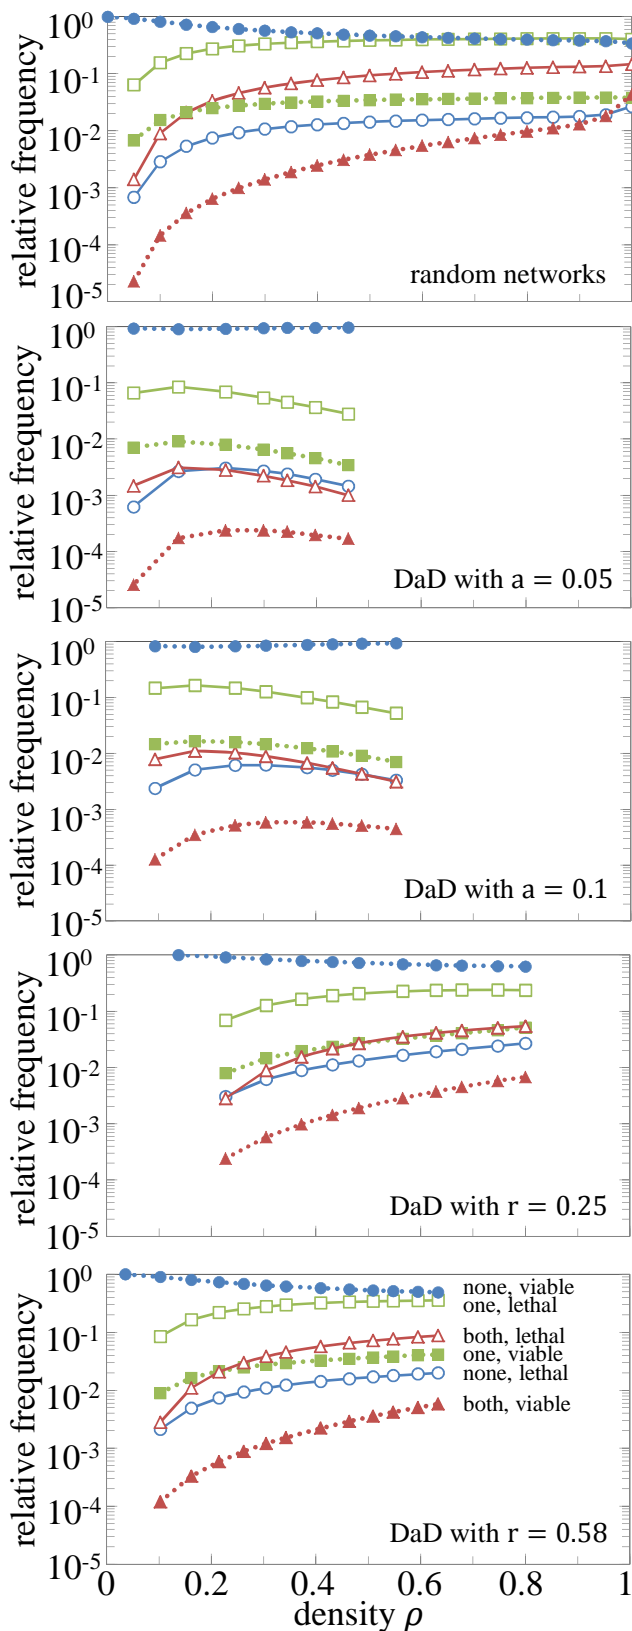 relative frequency
10^0
10^-1
10^-2
10^-3
10^-4
10^-5
random networks
relative frequency
10^0
10^-1
10^-2
10^-3
10^-4
10^-5
DaD with a = 0.05
relative frequency
10^0
10^-1
10^-2
10^-3
10^-4
10^-5
DaD with a = 0.1
relative frequency
10^0
10^-1
10^-2
10^-3
10^-4
10^-5
DaD with r = 0.25
relative frequency
10^0
10^-1
10^-2
10^-3
10^-4
10^-5
none, viable
one, lethal
both, lethal
one, viable
none, lethal
both, viable
DaD with r = 0.58
0 0.2 0.4 0.6 0.8 1
density ρ